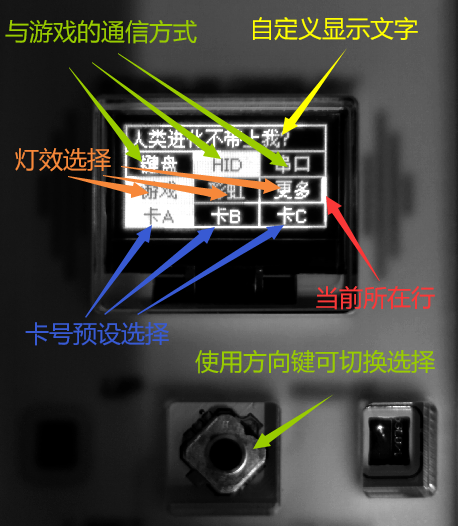 与游戏的通信方式
自定义显示文字
人类进化不带上我?
键盘 HID 串口
灯效选择
游戏 彩虹 更多
卡A 卡B 卡C
当前所在行
卡号预设选择
使用方向键可切换选择